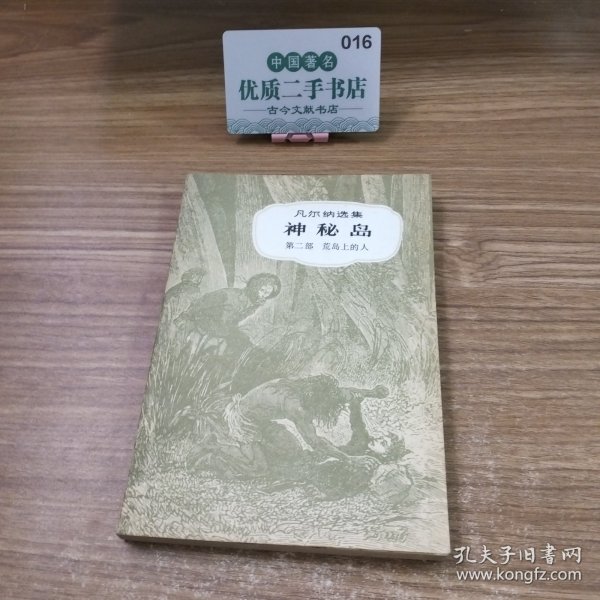 016
中国著名
优质二手书店
古今文献书店
凡尔纳选集
神秘岛
第二部 荒岛上的人
孔夫子旧书网
www.kongfz.com